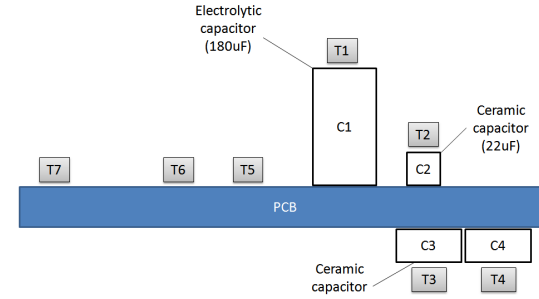 Electrolytic
capacitor
(180uF)
T1
C1
Ceramic
capacitor
(22uF)
T2
C2
T7
T6
T5
PCB
C3
C4
Ceramic
capacitor
T3
T4